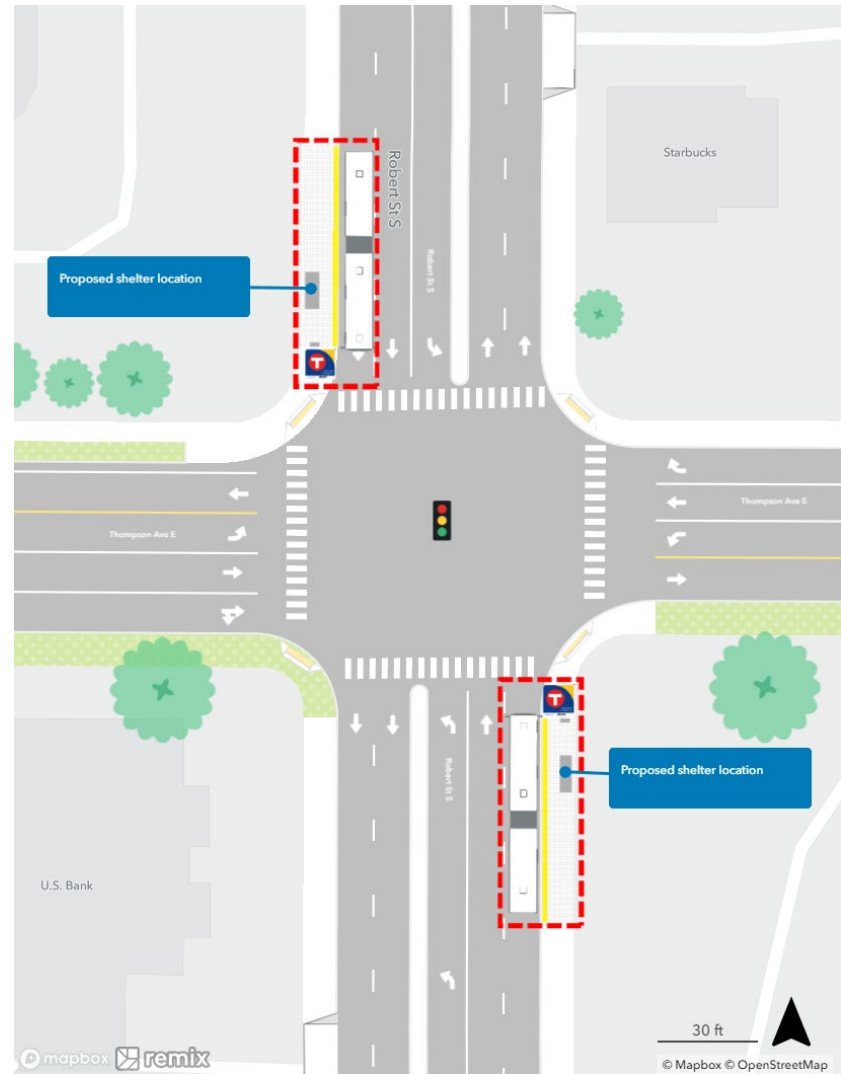 Starbucks
Robert St S
Robert St S
Proposed shelter location
T
Thompson Ave E
Thompson Ave E
T
Robert St S
Proposed shelter location
U.S. Bank
30 ft
mapbox remix
© Mapbox © OpenStreetMap